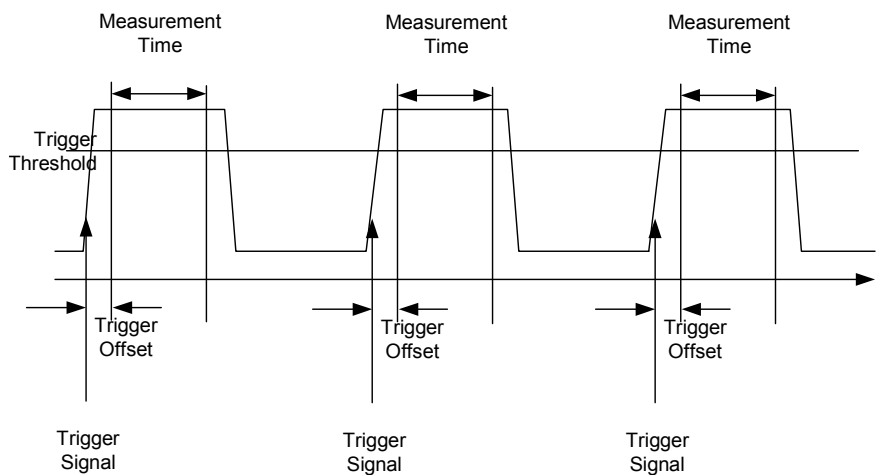 Measurement
Time
Measurement
Time
Measurement
Time
Trigger
Threshold
Trigger
Offset
Trigger
Offset
Trigger
Offset
Trigger
Signal
Trigger
Signal
Trigger
Signal